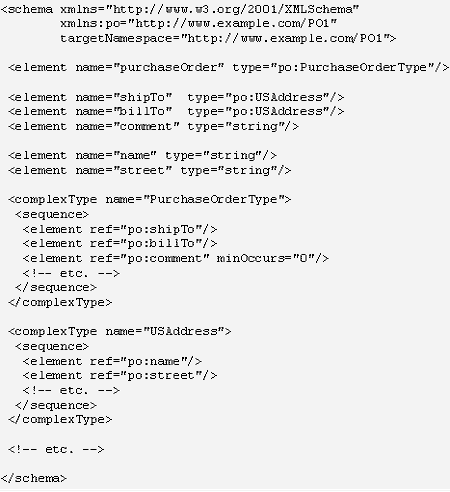 <schema xmlns="http://www.w3.org/2001/XMLSchema"
        xmlns:po="http://www.example.com/PO1"
        targetNamespace="http://www.example.com/PO1">
 <element name="purchaseOrder" type="po:PurchaseOrderType"/>
 <element name="shipTo"  type="po:USAddress"/>
 <element name="billTo"  type="po:USAddress"/>
 <element name="comment" type="string"/>
 <element name="name" type="string"/>
 <element name="street" type="string"/>
 <complexType name="PurchaseOrderType">
  <sequence>
   <element ref="po:shipTo"/>
   <element ref="po:billTo"/>
   <element ref="po:comment" minOccurs="0"/>
   <!-- etc. -->
  </sequence>
 </complexType>
 <complexType name="USAddress">
  <sequence>
   <element ref="po:name"/>
   <element ref="po:street"/>
   <!-- etc. -->
  </sequence>
 </complexType>
 <!-- etc. -->
</schema>